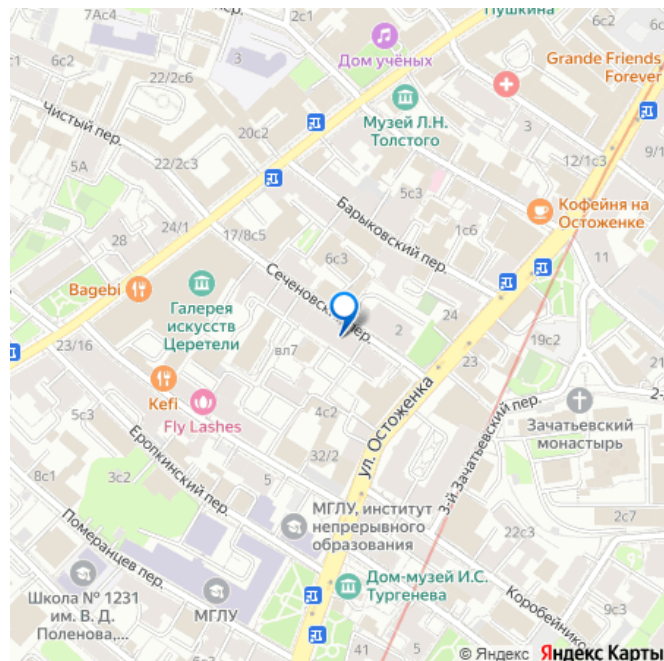 7Ас4
2с1
Пушкина
6с2
6с2
Дом учёных
Grande Friends
Forever
22/2с6
3
Чистый пер.
20с2
Музей Л.Н.
Толстого
3
9/1
12/1с3
5А
22/2с3
5с3
Кофейня на
Остоженке
Барыковский пер.
1с6
24/1
17/8с5
28
6с3
11
Bagebi
Сеченовский пер.
Галерея
искусств
Церетели
24
2
19с2
23/16
вл7
23
2-
Kefi
ул. Остоженка
3-й Зачатьевский пер.
Зачатьевский
монастырь
Fly Lashes
4с2
5с3
32/2
Еропкинский пер.
8с1
3с2
5
2с7
МГЛУ, институт
непрерывного
образования
22с3
Померанцев пер.
Школа № 1231
им. В. Д.
Поленова,...
МГЛУ
Дом-музей И.С.
Тургенева
Коробейников
9с3
© Яндекс Яндекс Карты